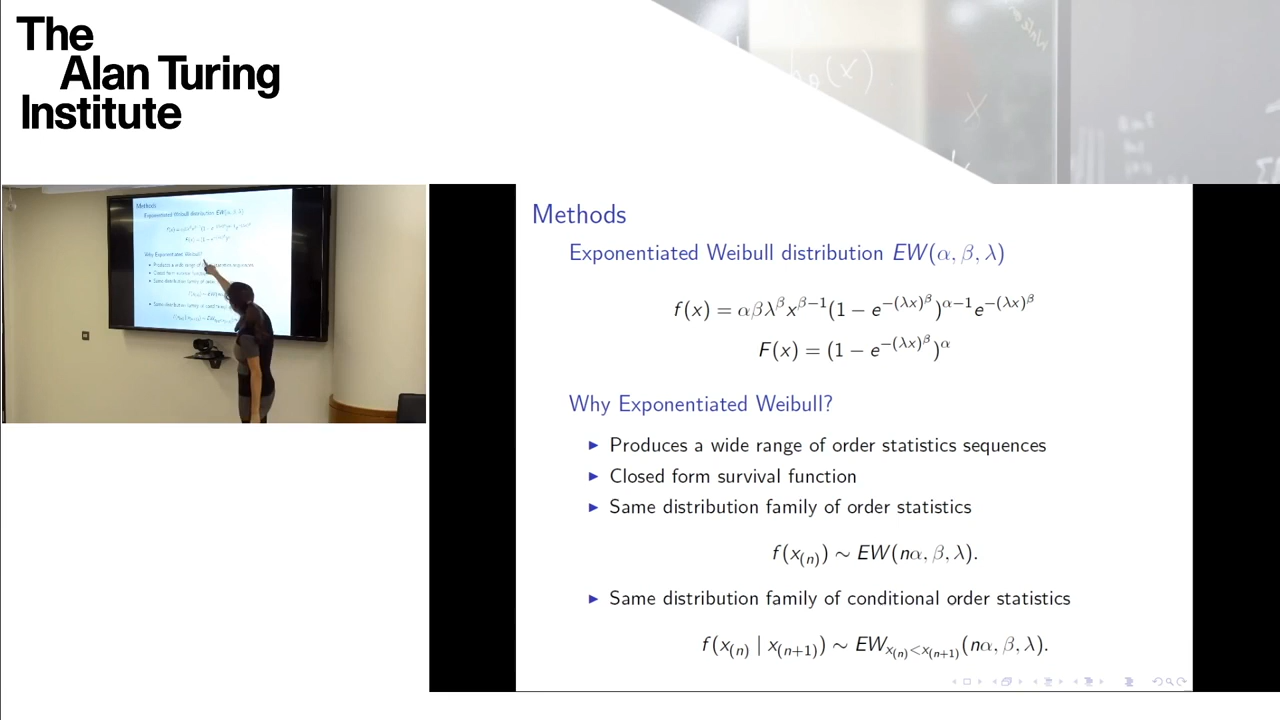 The
Alan Turing
Institute
Methods
Exponentiated Weibull distribution EW(α, β, λ)
f(x) = αβλ^β x^{β−1}(1 − e^{−(λx)^β})^{α−1} e^{−(λx)^β}
F(x) = (1 − e^{−(λx)^β})^α
Why Exponentiated Weibull?
▶ Produces a wide range of order statistics sequences
▶ Closed form survival function
▶ Same distribution family of order statistics
f(x_{(n)}) ∼ EW(nα, β, λ).
▶ Same distribution family of conditional order statistics
f(x_{(n)} | x_{(n+1)}) ∼ EW_{x_{(n)}<x_{(n+1)}}(nα, β, λ).